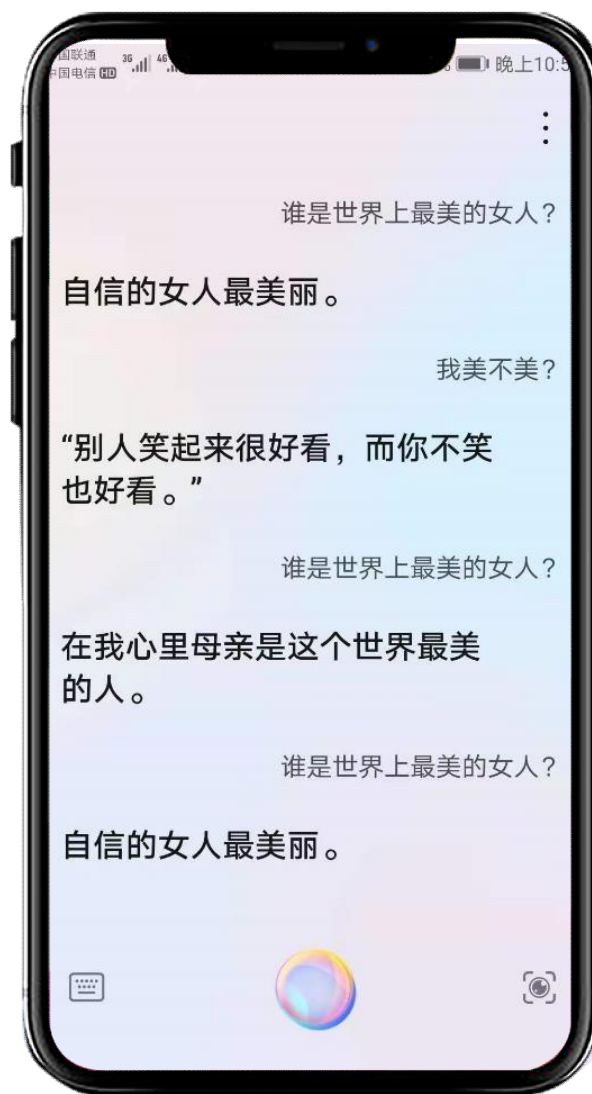 国联通 3G 4G 晚上10:5
中国电信 HD
谁是世界上最美的女人?
自信的女人最美丽。
我美不美?
“别人笑起来很好看，而你不笑
也好看。”
谁是世界上最美的女人?
在我心里母亲是这个世界最美
的人。
谁是世界上最美的女人?
自信的女人最美丽。